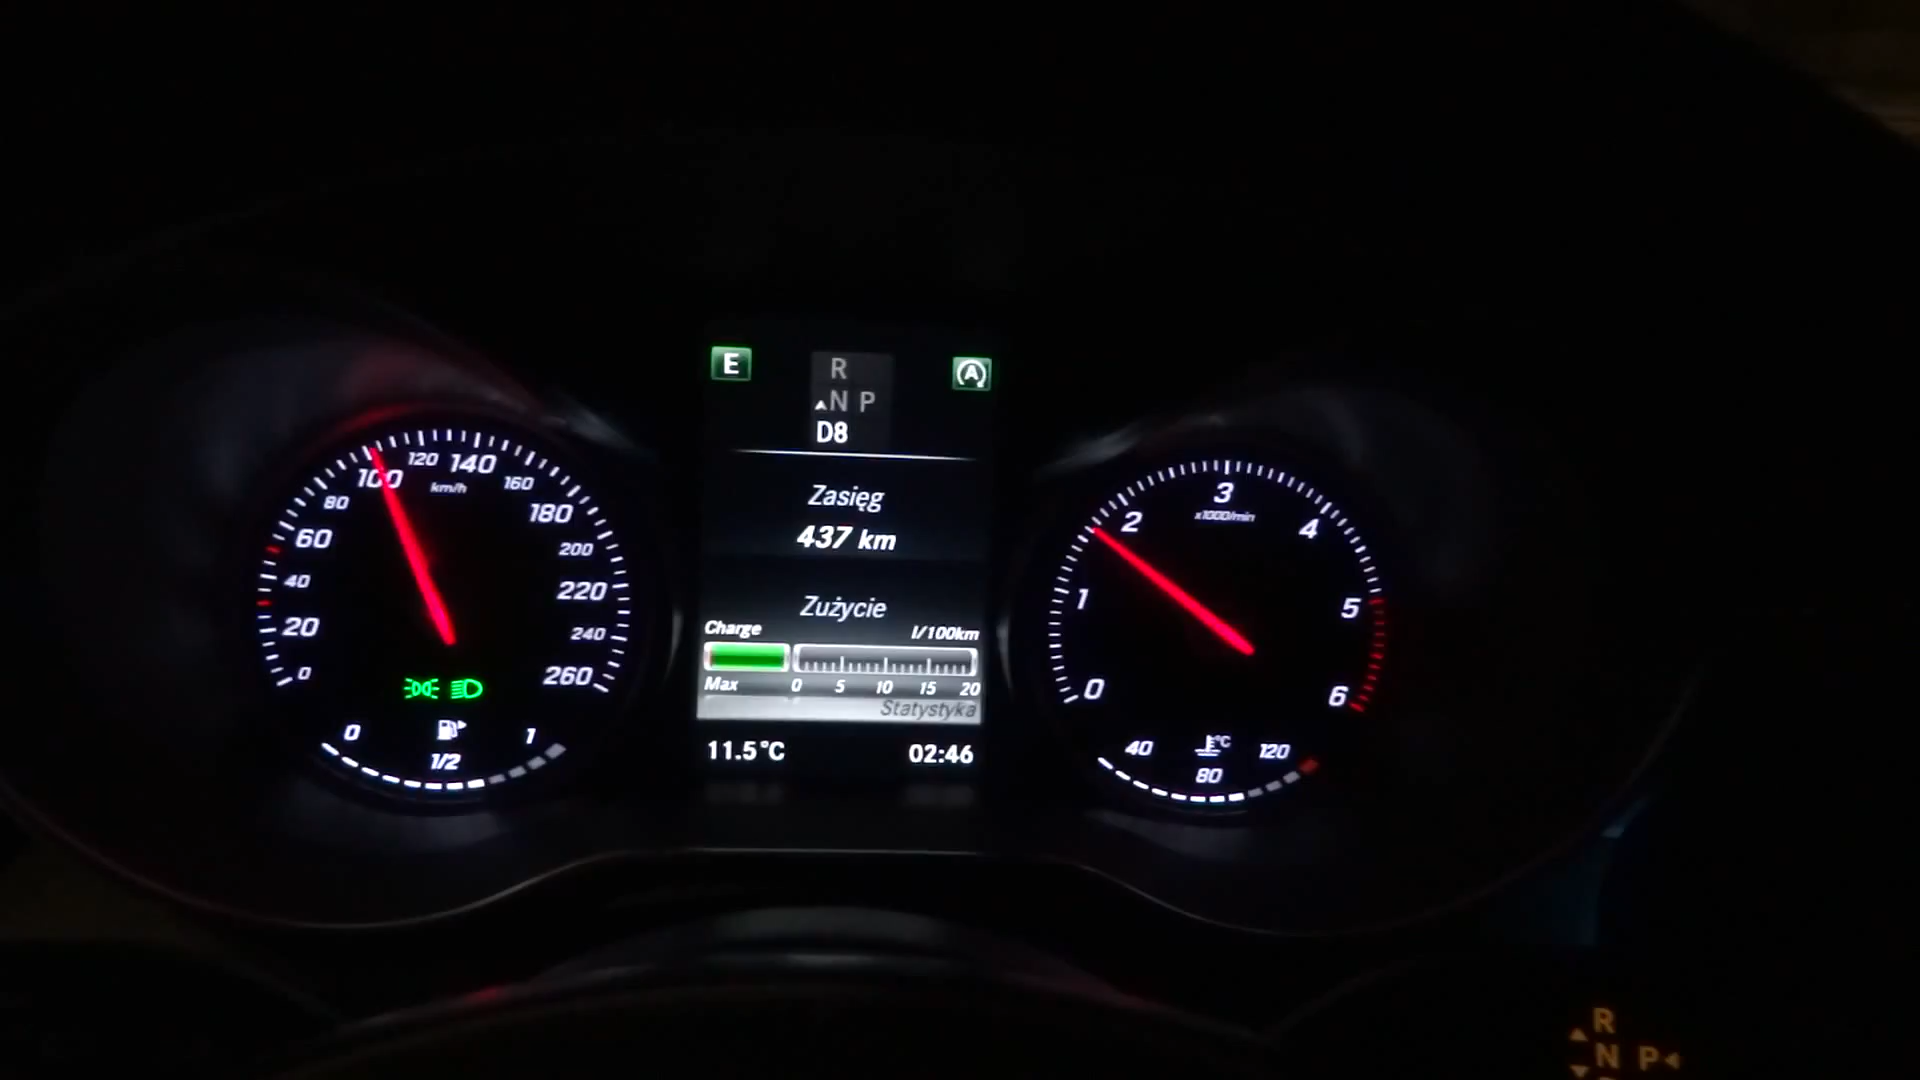 E
R
N P
D8
A
Zasięg
437 km
Zużycie
Charge
l/100km
Max
0 5 10 15 20
Statystyka
11.5°C
02:46
0
20
40
60
80
100
120
140
160
180
200
220
240
260
km/h
0
1/2
1
0
1
2
3
4
5
6
x1000/min
40
80
120
°C
R
N P